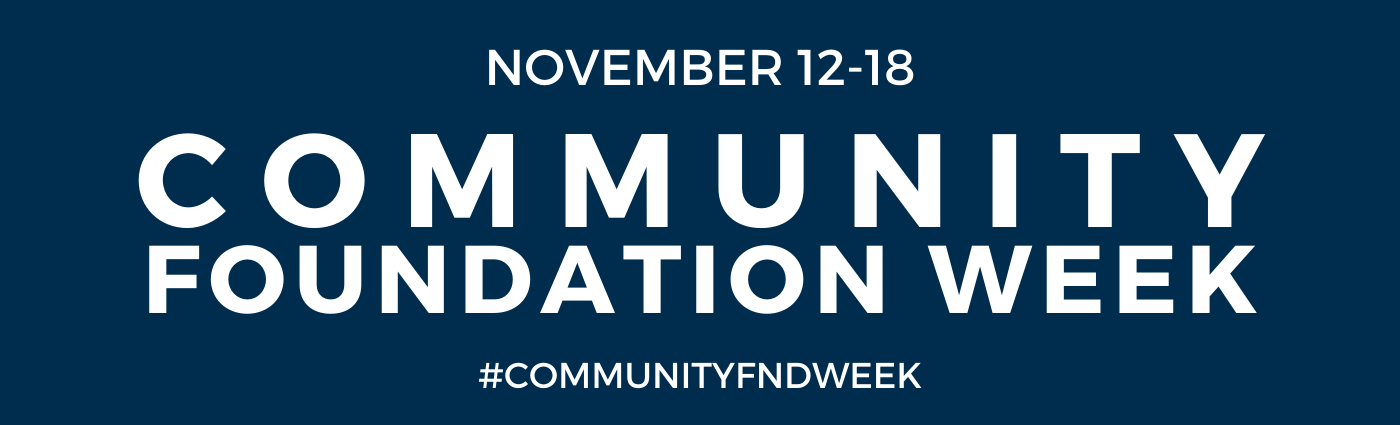 NOVEMBER 12-18
COMMUNITY
FOUNDATION WEEK
#COMMUNITYFNDWEEK